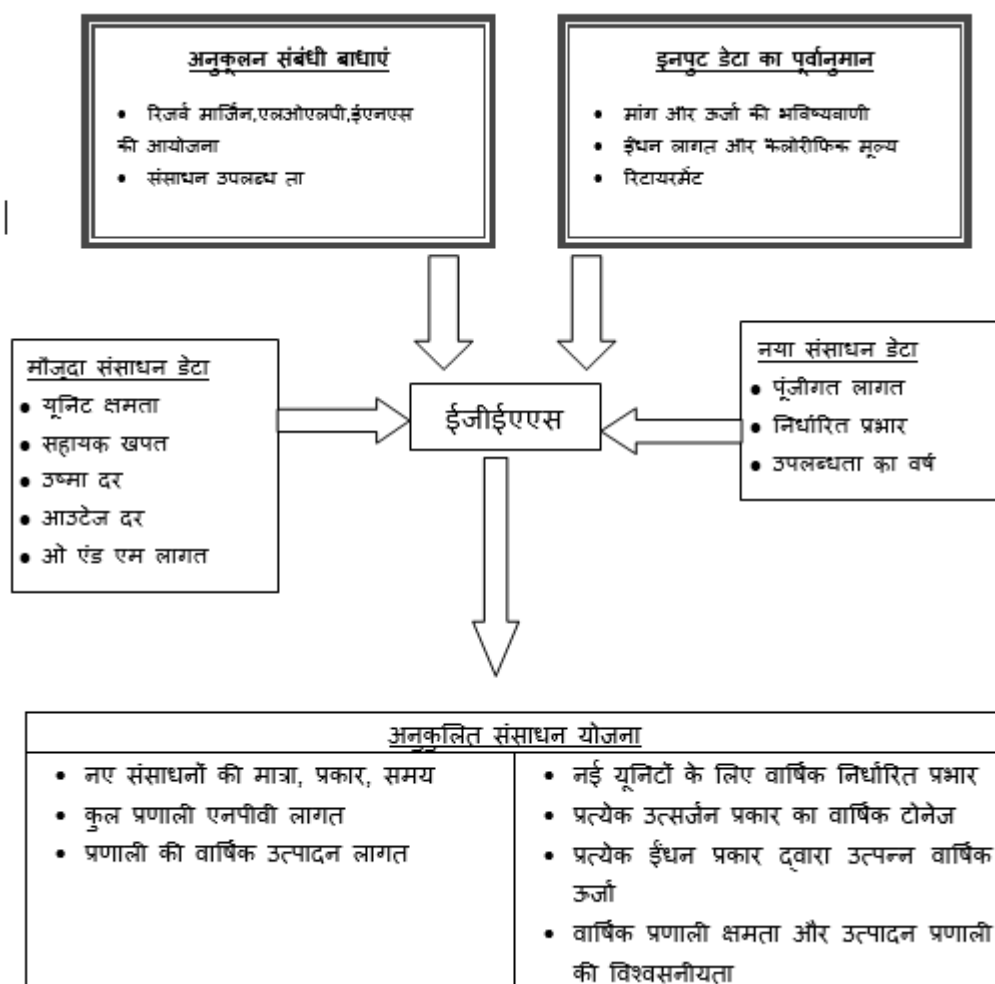 अनुकूलन संबंधी बाधाएं
• रिजर्व मार्जिन,एलओएलपी,ईएनएस
की आयोजना
• संसाधन उपलब्ध ता
इनपुट डेटा का पूर्वानुमान
• मांग और ऊर्जा की भविष्यवाणी
• ईंधन लागत और कैलोरीफिक मूल्य
• रिटायरमेंट
मौजूदा संसाधन डेटा
• यूनिट क्षमता
• सहायक खपत
• उष्मा दर
• आउटेज दर
• ओ एंड एम लागत
ईजीईएएस
नया संसाधन डेटा
• पूंजीगत लागत
• निर्धारित प्रभार
• उपलब्धता का वर्ष
अनुकूलित संसाधन योजना
• नए संसाधनों की मात्रा, प्रकार, समय
• कुल प्रणाली एनपीवी लागत
• प्रणाली की वार्षिक उत्पादन लागत
• नई यूनिटों के लिए वार्षिक निर्धारित प्रभार
• प्रत्येक उत्सर्जन प्रकार का वार्षिक टोनेज
• प्रत्येक ईंधन प्रकार द्वारा उत्पन्न वार्षिक
ऊर्जा
• वार्षिक प्रणाली क्षमता और उत्पादन प्रणाली
की विश्वसनीयता